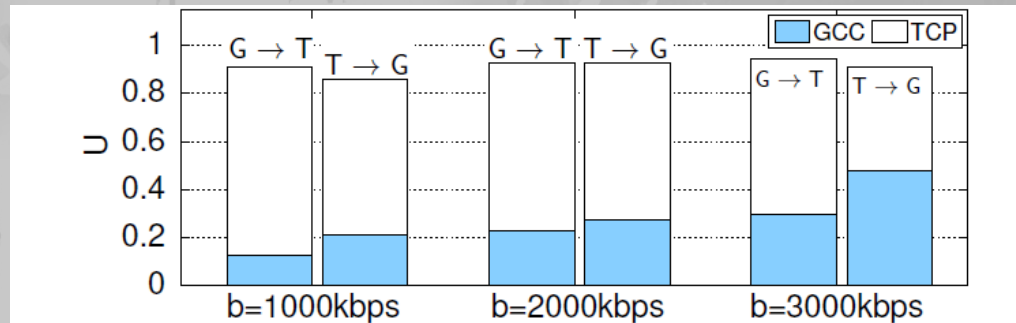 GCC TCP
1
0.8
0.6
0.4
0.2
0
U
G → T
T → G
G → T
T → G
G → T
T → G
b=1000kbps
b=2000kbps
b=3000kbps